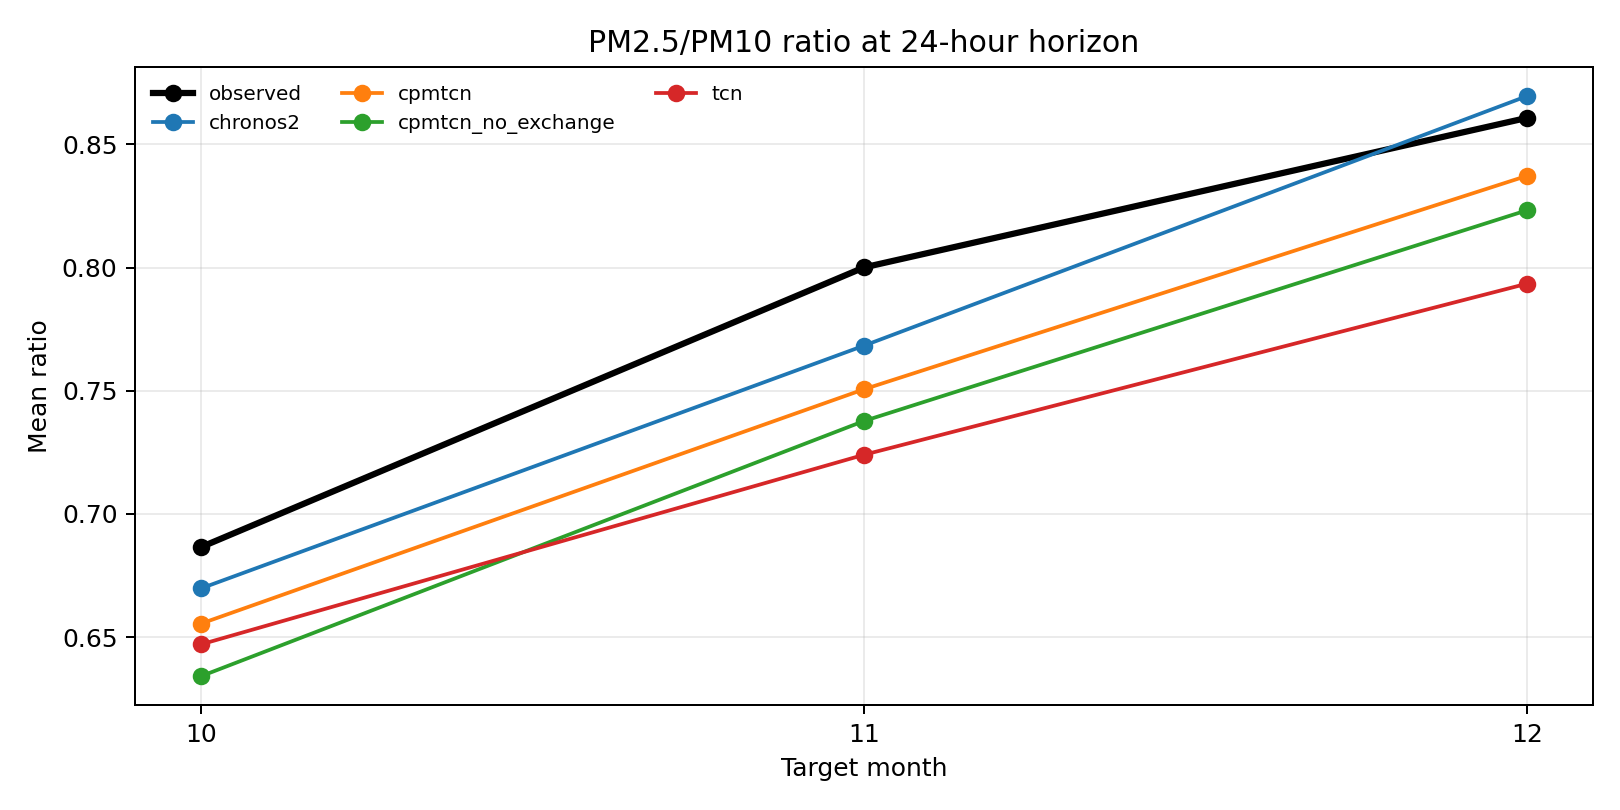 PM2.5/PM10 ratio at 24-hour horizon
observed
chronos2
cpmtcn
cpmtcn_no_exchange
tcn
Mean ratio
0.85
0.80
0.75
0.70
0.65
10
11
12
Target month